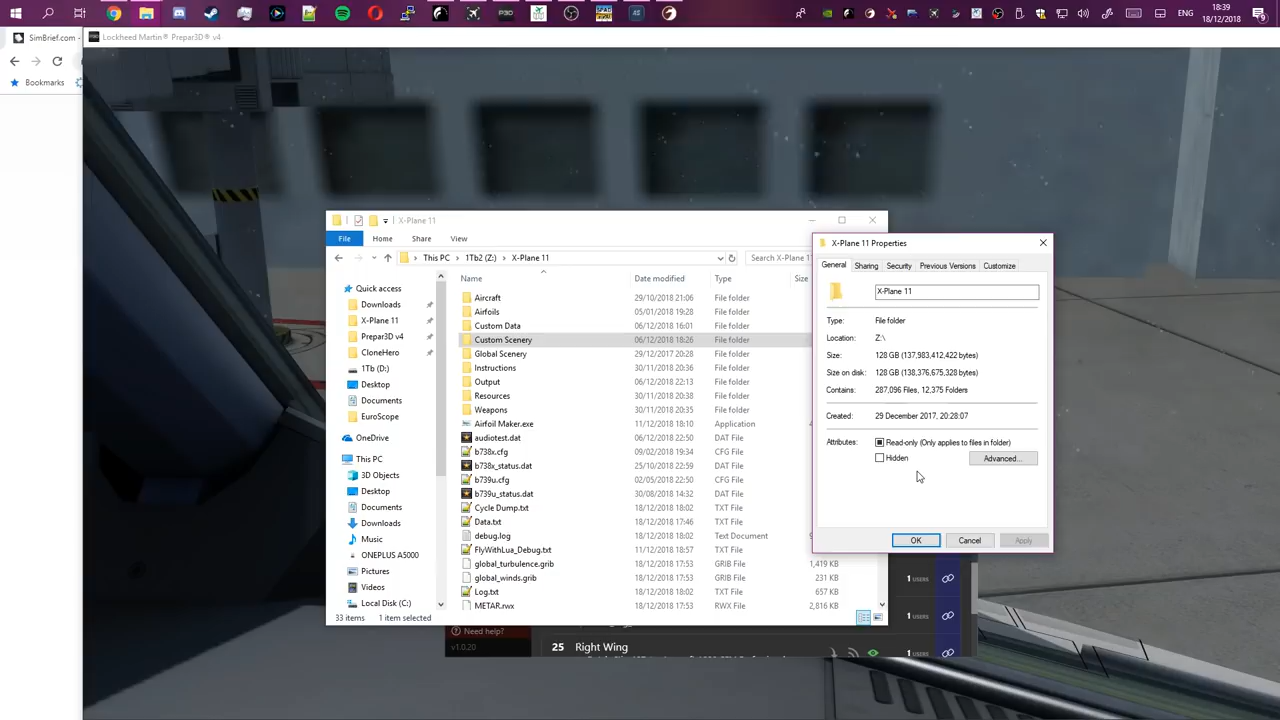 18:39
ENG
18/12/2018
SimBrief.com -
Lockheed Martin® Prepar3D® v4
Bookmarks
X-Plane 11
File Home Share View
This PC > 1Tb2 (Z:) > X-Plane 11
Search X-Plane 11
Name Date modified Type Size
Quick access
Downloads
X-Plane 11
Prepar3D v4
CloneHero
1Tb (D:)
Desktop
Documents
EuroScope
OneDrive
This PC
3D Objects
Desktop
Documents
Downloads
Music
ONEPLUS A5000
Pictures
Videos
Local Disk (C:)
Aircraft 29/10/2018 21:06 File folder
Airfoils 05/01/2018 19:28 File folder
Custom Data 06/12/2018 16:01 File folder
Custom Scenery 06/12/2018 18:26 File folder
Global Scenery 29/12/2017 20:28 File folder
Instructions 30/11/2018 20:36 File folder
Output 06/12/2018 22:13 File folder
Resources 30/11/2018 20:35 File folder
Weapons 30/11/2018 20:35 File folder
Airfoil Maker.exe 11/12/2018 18:10 Application
audiotest.dat 06/12/2018 22:50 DAT File
b738x.cfg 09/02/2018 19:34 CFG File
b738x_status.dat 25/10/2018 22:59 DAT File
b739u.cfg 02/05/2018 22:50 CFG File
b739u_status.dat 30/08/2018 14:32 DAT File
Cycle Dump.txt 18/12/2018 18:02 TXT File
Data.txt 18/12/2018 17:46 TXT File
debug.log 18/12/2018 18:02 Text Document
FlyWithLua_Debug.txt 11/12/2018 18:57 TXT File
global_turbulence.grib 18/12/2018 17:53 GRIB File 1,419 KB
global_winds.grib 18/12/2018 17:53 GRIB File 231 KB
Log.txt 18/12/2018 18:02 TXT File 657 KB
METAR.rwx 18/12/2018 17:53 RWX File 2,816 KB
33 items 1 item selected
X-Plane 11 Properties
General Sharing Security Previous Versions Customize
X-Plane 11
Type: File folder
Location: Z:\
Size: 128 GB (137,983,412,422 bytes)
Size on disk: 128 GB (138,376,675,328 bytes)
Contains: 287,096 Files, 12,375 Folders
Created: 29 December 2017, 20:28:07
Attributes: Read-only (Only applies to files in folder)
Hidden Advanced...
OK Cancel Apply
1 USERS
1 USERS
1 USERS
Need help?
v1.0.20
25 Right Wing